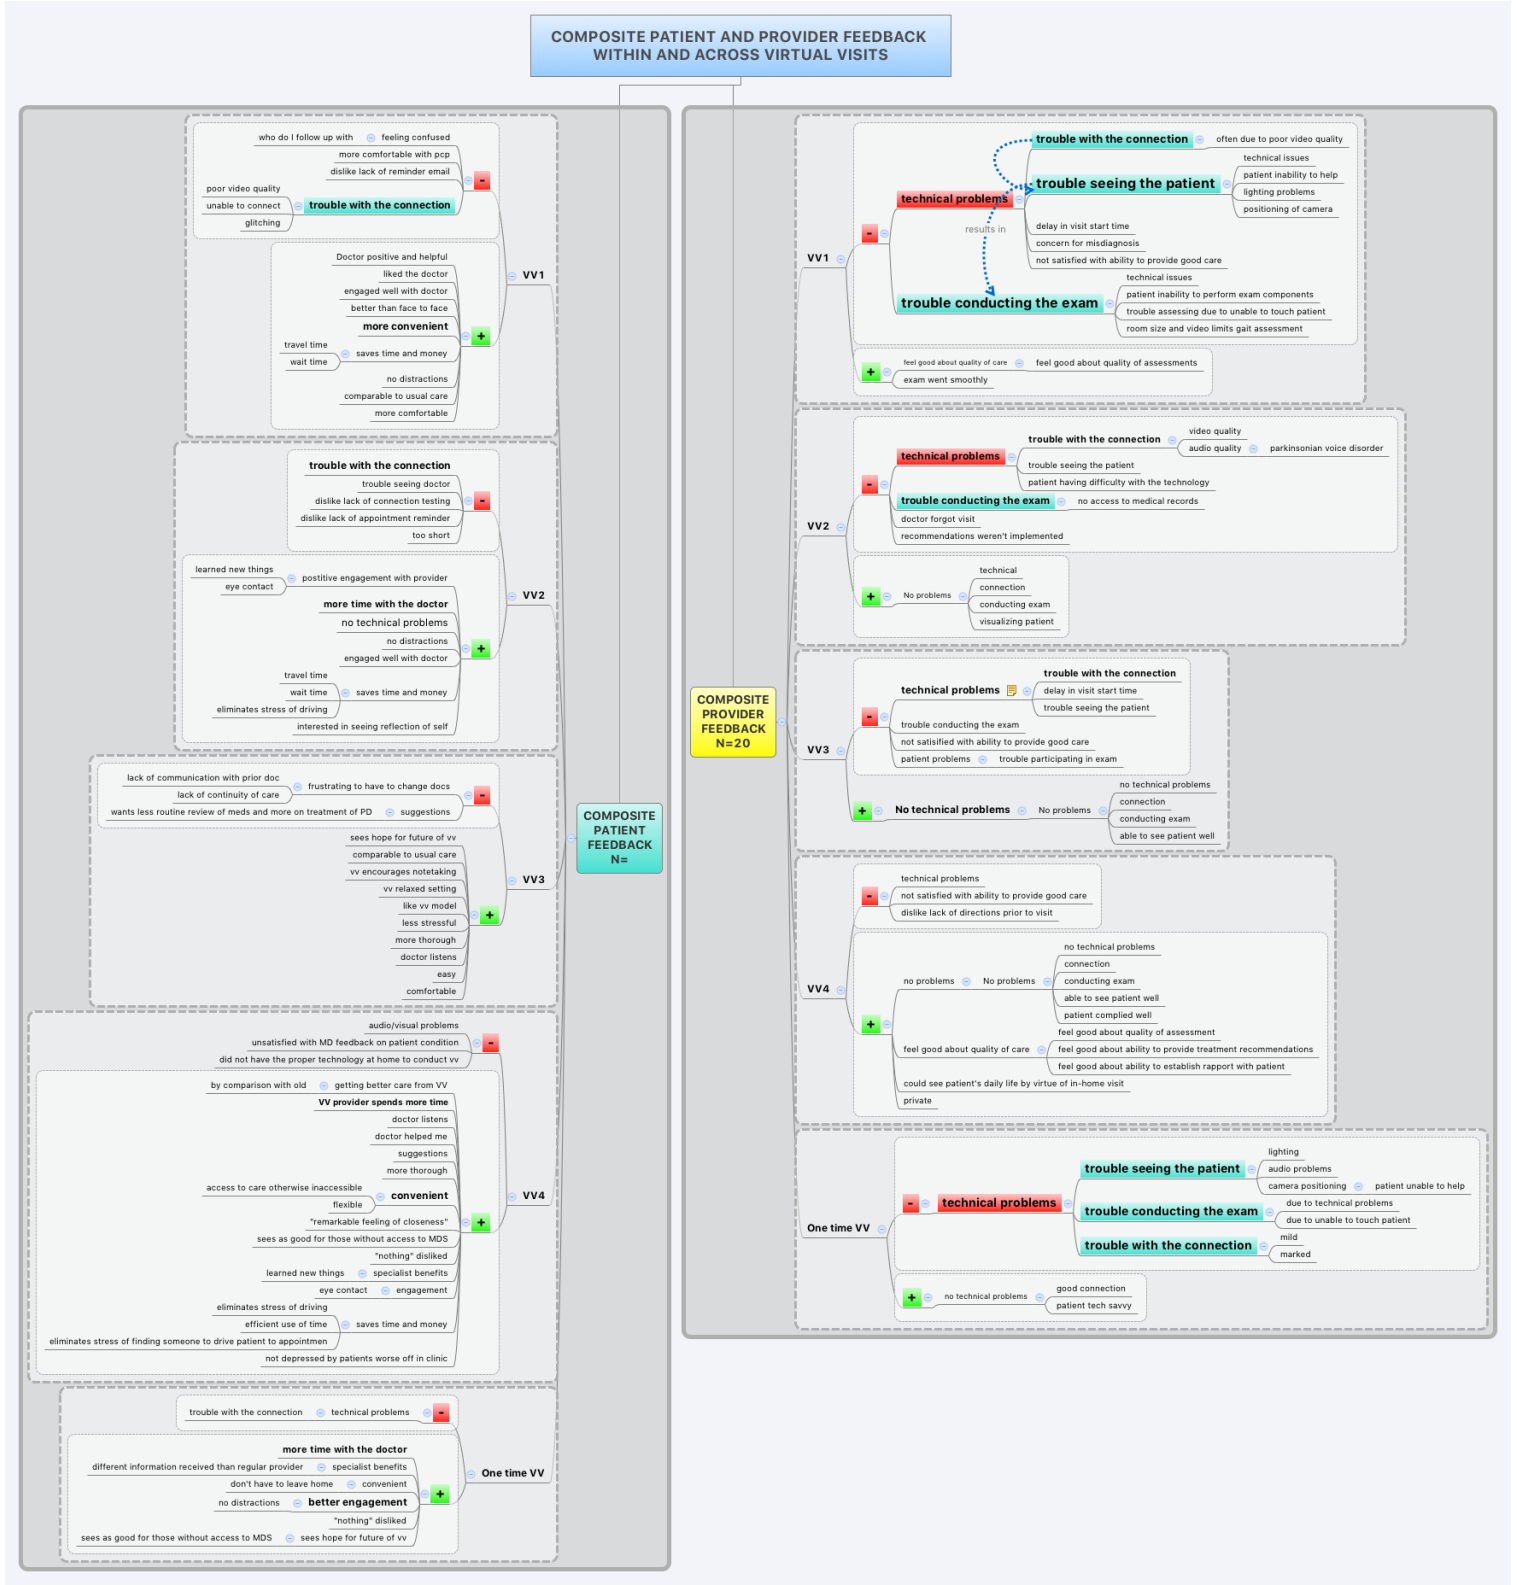 COMPOSITE PATIENT AND PROVIDER FEEDBACK
WITHIN AND ACROSS VIRTUAL VISITS
who do I follow up with
feeling confused
more comfortable with pcp
dislike lack of reminder email
-
poor video quality
unable to connect
trouble with the connection
glitching
VV1
Doctor positive and helpful
liked the doctor
engaged well with doctor
better than face to face
more convenient
+
travel time
saves time and money
wait time
no distractions
comparable to usual care
more comfortable
trouble with the connection
trouble seeing doctor
dislike lack of connection testing
-
dislike lack of appointment reminder
too short
VV2
learned new things
postitive engagement with provider
eye contact
more time with the doctor
no technical problems
no distractions
+
engaged well with doctor
travel time
wait time
saves time and money
eliminates stress of driving
interested in seeing reflection of self
lack of communication with prior doc
frustrating to have to change docs
lack of continuity of care
-
wants less routine review of meds and more on treatment of PD
suggestions
VV3
sees hope for future of vv
comparable to usual care
vv encourages notetaking
vv relaxed setting
like vv model
+
less stressful
more thorough
doctor listens
easy
comfortable
audio/visual problems
unsatisfied with MD feedback on patient condition
-
did not have the proper technology at home to conduct vv
VV4
by comparison with old
getting better care from VV
VV provider spends more time
doctor listens
doctor helped me
suggestions
more thorough
access to care otherwise inaccessible
convenient
flexible
"remarkable feeling of closeness"
+
sees as good for those without access to MDS
"nothing" disliked
learned new things
specialist benefits
eye contact
engagement
eliminates stress of driving
efficient use of time
saves time and money
eliminates stress of finding someone to drive patient to appointmen
not depressed by patients worse off in clinic
trouble with the connection
technical problems
-
One time VV
more time with the doctor
different information received than regular provider
specialist benefits
don't have to leave home
convenient
+
no distractions
better engagement
"nothing" disliked
sees as good for those without access to MDS
sees hope for future of vv
COMPOSITE
PATIENT
FEEDBACK
N=
COMPOSITE
PROVIDER
FEEDBACK
N=20
VV1
-
technical problems
trouble with the connection
often due to poor video quality
trouble seeing the patient
technical issues
patient inability to help
lighting problems
positioning of camera
delay in visit start time
concern for misdiagnosis
not satisfied with ability to provide good care
results in
trouble conducting the exam
technical issues
patient inability to perform exam components
trouble assessing due to unable to touch patient
room size and video limits gait assessment
+
feel good about quality of care
feel good about quality of assessments
exam went smoothly
VV2
-
technical problems
trouble with the connection
video quality
audio quality
parkinsonian voice disorder
trouble seeing the patient
patient having difficulty with the technology
trouble conducting the exam
no access to medical records
doctor forgot visit
recommendations weren't implemented
+
No problems
technical
connection
conducting exam
visualizing patient
VV3
-
technical problems
trouble with the connection
delay in visit start time
trouble seeing the patient
trouble conducting the exam
not satisified with ability to provide good care
patient problems
trouble participating in exam
+
No technical problems
No problems
no technical problems
connection
conducting exam
able to see patient well
VV4
-
technical problems
not satisfied with ability to provide good care
dislike lack of directions prior to visit
+
no problems
No problems
no technical problems
connection
conducting exam
able to see patient well
patient complied well
feel good about quality of care
feel good about quality of assessment
feel good about ability to provide treatment recommendations
feel good about ability to establish rapport with patient
could see patient's daily life by virtue of in-home visit
private
One time VV
-
technical problems
trouble seeing the patient
lighting
audio problems
camera positioning
patient unable to help
trouble conducting the exam
due to technical problems
due to unable to touch patient
trouble with the connection
mild
marked
+
no technical problems
good connection
patient tech savvy